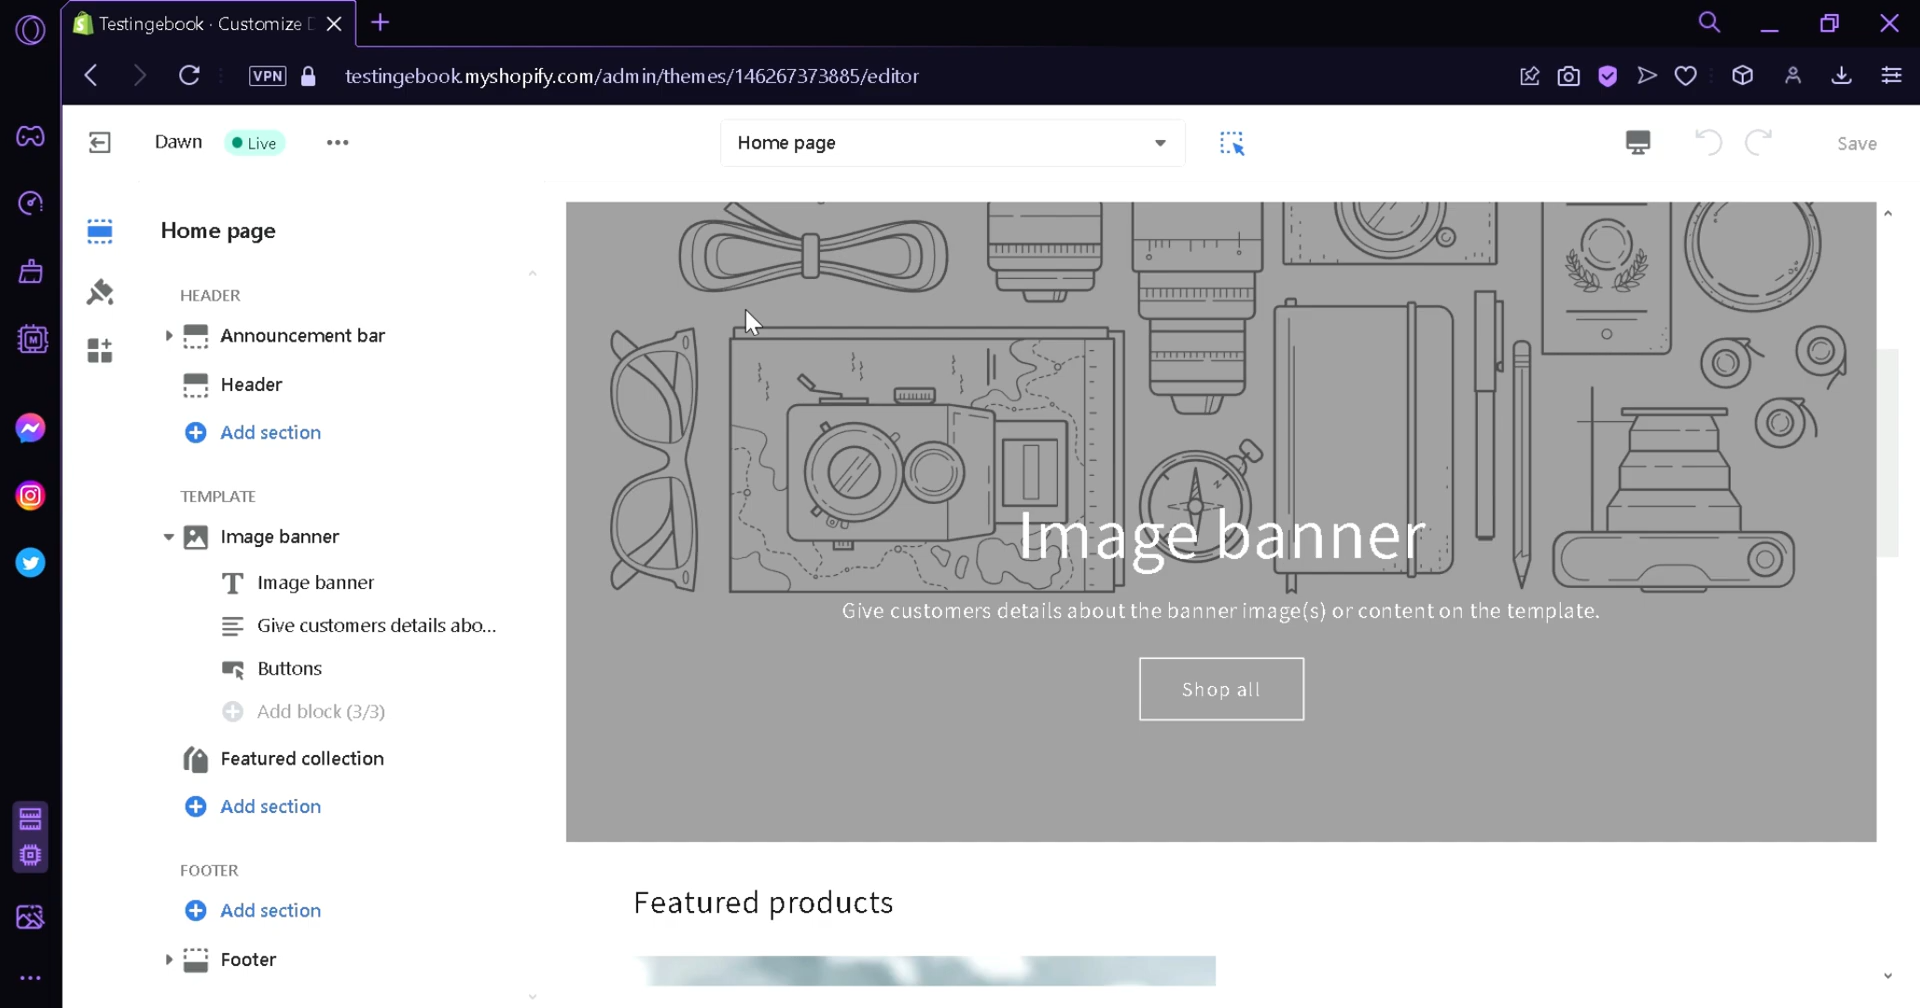 Testingebook · Customize
VPN
testingebook.myshopify.com/admin/themes/146267373885/editor
Dawn
Live
Home page
Save
Home page
HEADER
Announcement bar
Header
Add section
TEMPLATE
Image banner
Image banner
Give customers details abo...
Buttons
Add block (3/3)
Featured collection
Add section
FOOTER
Add section
Footer
Image banner
Give customers details about the banner image(s) or content on the template.
Shop all
Featured products